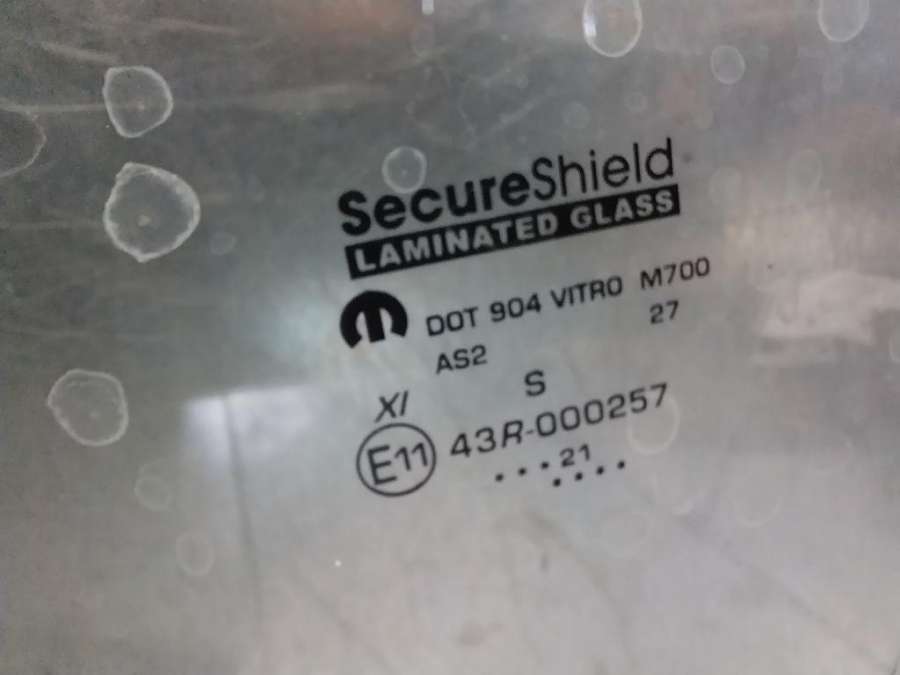 SecureShield
LAMINATED GLASS
DOT 904 VITRO M700
AS2 27
XI S
E11 43R-000257
...21
....